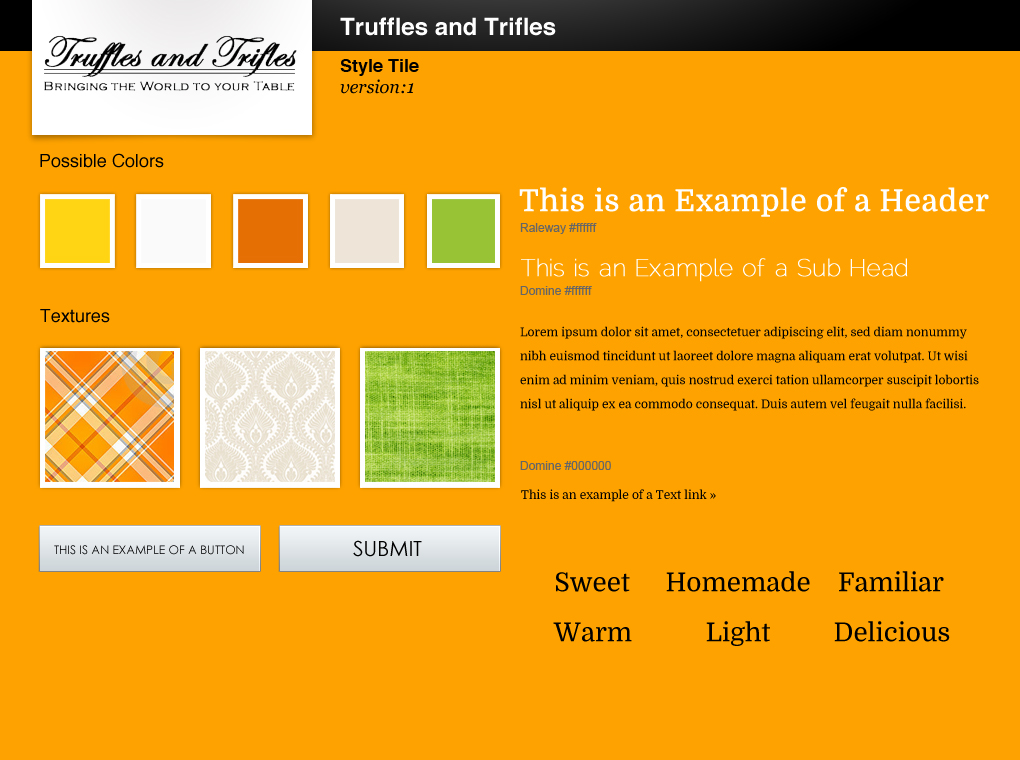 Truffles and Trifles
BRINGING THE WORLD TO YOUR TABLE
Truffles and Trifles
Style Tile
version:1
Possible Colors
Textures
THIS IS AN EXAMPLE OF A BUTTON
SUBMIT
This is an Example of a Header
Raleway #ffffff
This is an Example of a Sub Head
Domine #ffffff
Lorem ipsum dolor sit amet, consectetuer adipiscing elit, sed diam nonummy
nibh euismod tincidunt ut laoreet dolore magna aliquam erat volutpat. Ut wisi
enim ad minim veniam, quis nostrud exerci tation ullamcorper suscipit lobortis
nisl ut aliquip ex ea commodo consequat. Duis autem vel feugait nulla facilisi.
Domine #000000
This is an example of a Text link »
Sweet Homemade Familiar
Warm Light Delicious